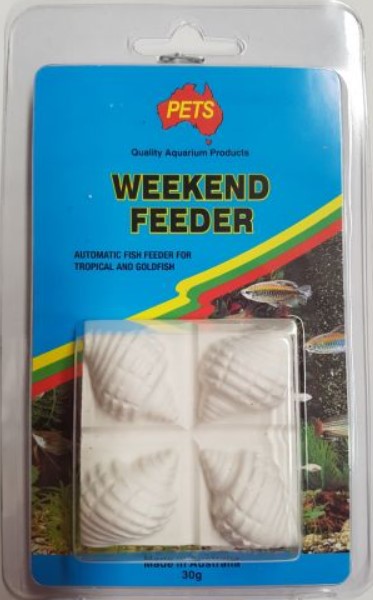 PETS
Quality Aquarium Products
WEEKEND
FEEDER
AUTOMATIC FISH FEEDER FOR
TROPICAL AND GOLDFISH
Made in Australia
30g